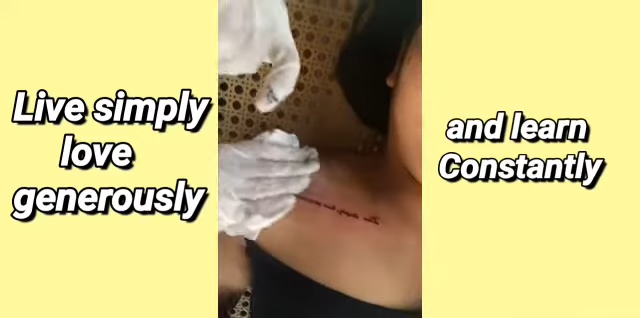 Live simply
love
generously
and learn
Constantly